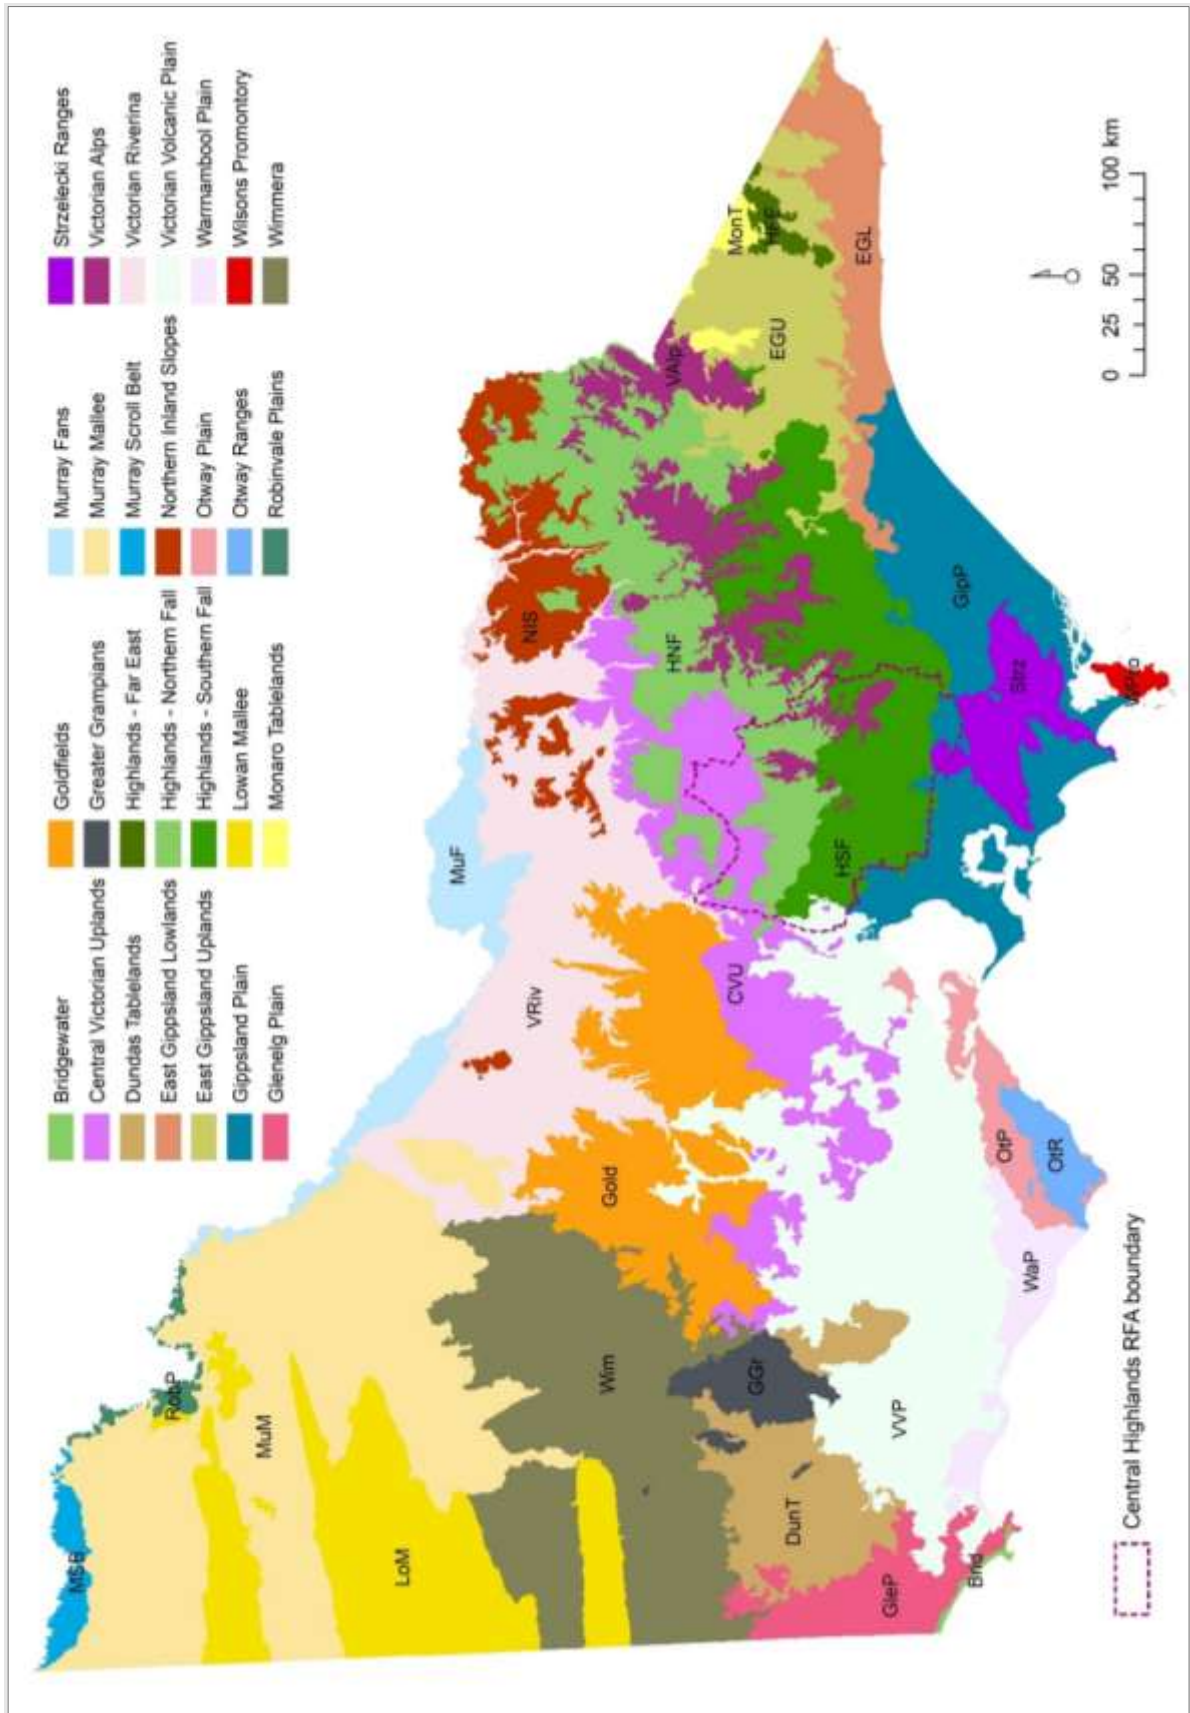 Bridgewater
Central Victorian Uplands
Dundas Tablelands
East Gippsland Lowlands
East Gippsland Uplands
Gippsland Plain
Glenelg Plain
Goldfields
Greater Grampians
Highlands - Far East
Highlands - Northern Fall
Highlands - Southern Fall
Lowan Mallee
Monaro Tablelands
Murray Fans
Murray Mallee
Murray Scroll Belt
Northern Inland Slopes
Otway Plain
Otway Ranges
Robinvale Plains
Strzelecki Ranges
Victorian Alps
Victorian Riverina
Victorian Volcanic Plain
Warrnambool Plain
Wilsons Promontory
Wimmera
MSB
RobP
MuM
LoM
MuF
VRiv
NIS
Wim
Gold
HNF
VAlp
MonT
HFE
EGU
CVU
GGr
DunT
HSF
EGL
VVP
GleP
GipP
Strz
Brid
WaP
OtP
OtR
WPro
Central Highlands RFA boundary
0 25 50 100 km